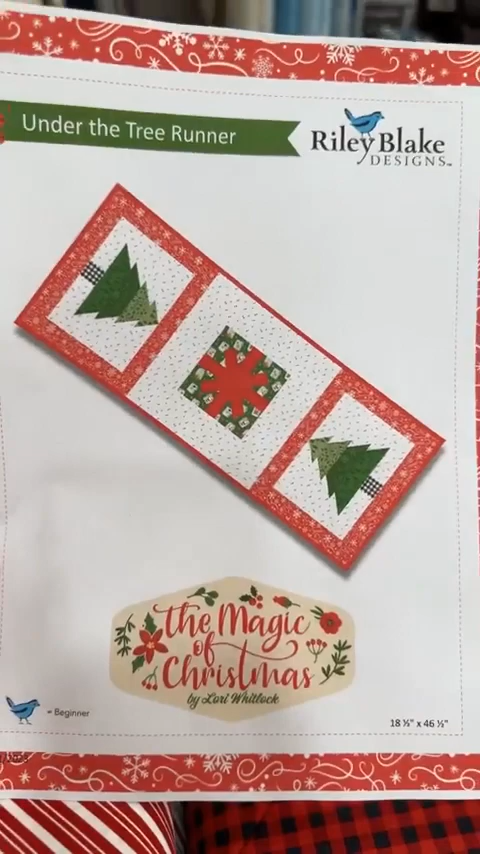 Under the Tree Runner
Riley Blake
DESIGNS
the Magic
of
Christmas
by Lori Whitlock
= Beginner
18 ½" x 46 ½"